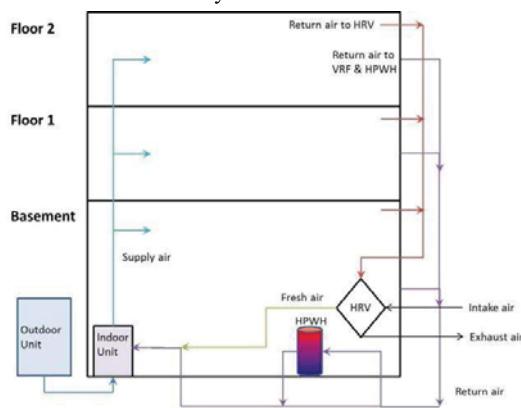 Floor 2
Return air to HRV
Return air to
VRF & HPWH
Floor 1
Basement
Supply air
Fresh air
HRV
Intake air
HPWH
Exhaust air
Outdoor
Unit
Indoor
Unit
Return air